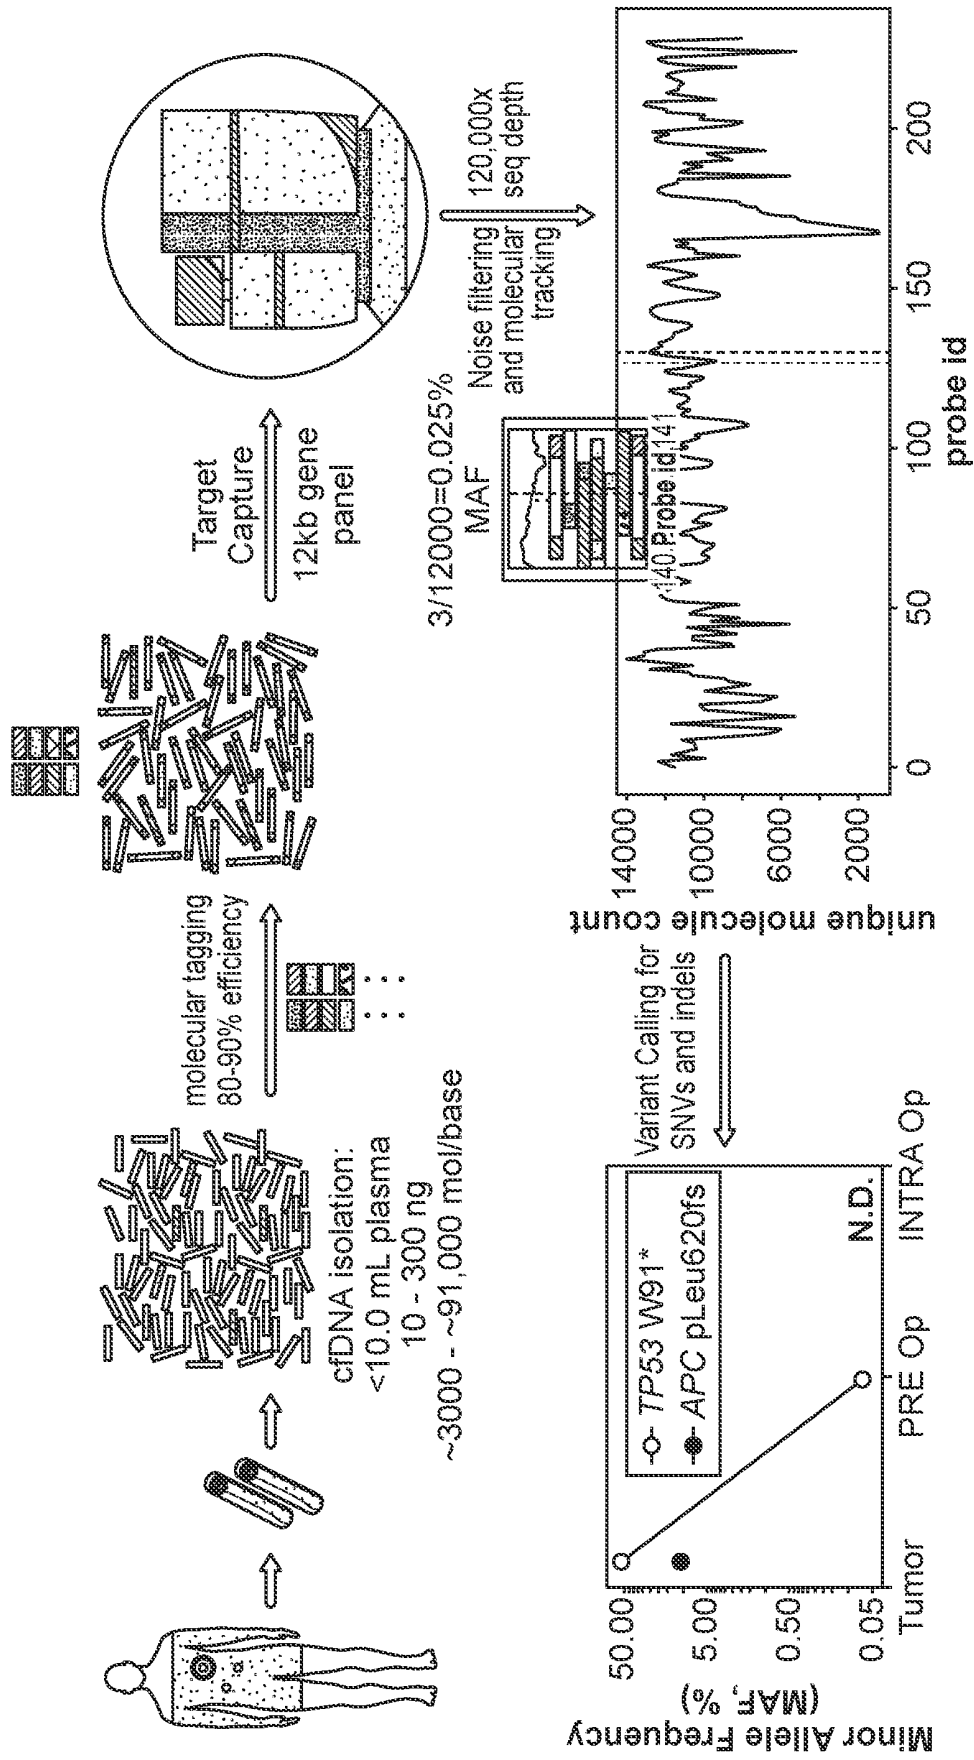 cfDNA isolation:
<10.0 mL plasma
10 - 300 ng
~3000 - ~91,000 mol/base
molecular tagging
80-90% efficiency
Target
Capture
12kb gene
panel
Noise filtering
and molecular
tracking
120,000x
seq depth
3/12000=0.025%
MAF
140 Probe id 141
unique molecule count
14000
10000
6000
2000
0
50
100
150
200
probe id
Variant Calling for
SNVs and indels
Minor Allele Frequency
(MAF, %)
50.00
5.00
0.50
0.05
TP53 W91*
APC pLeu620fs
N.D.
Tumor
PRE Op
INTRA Op